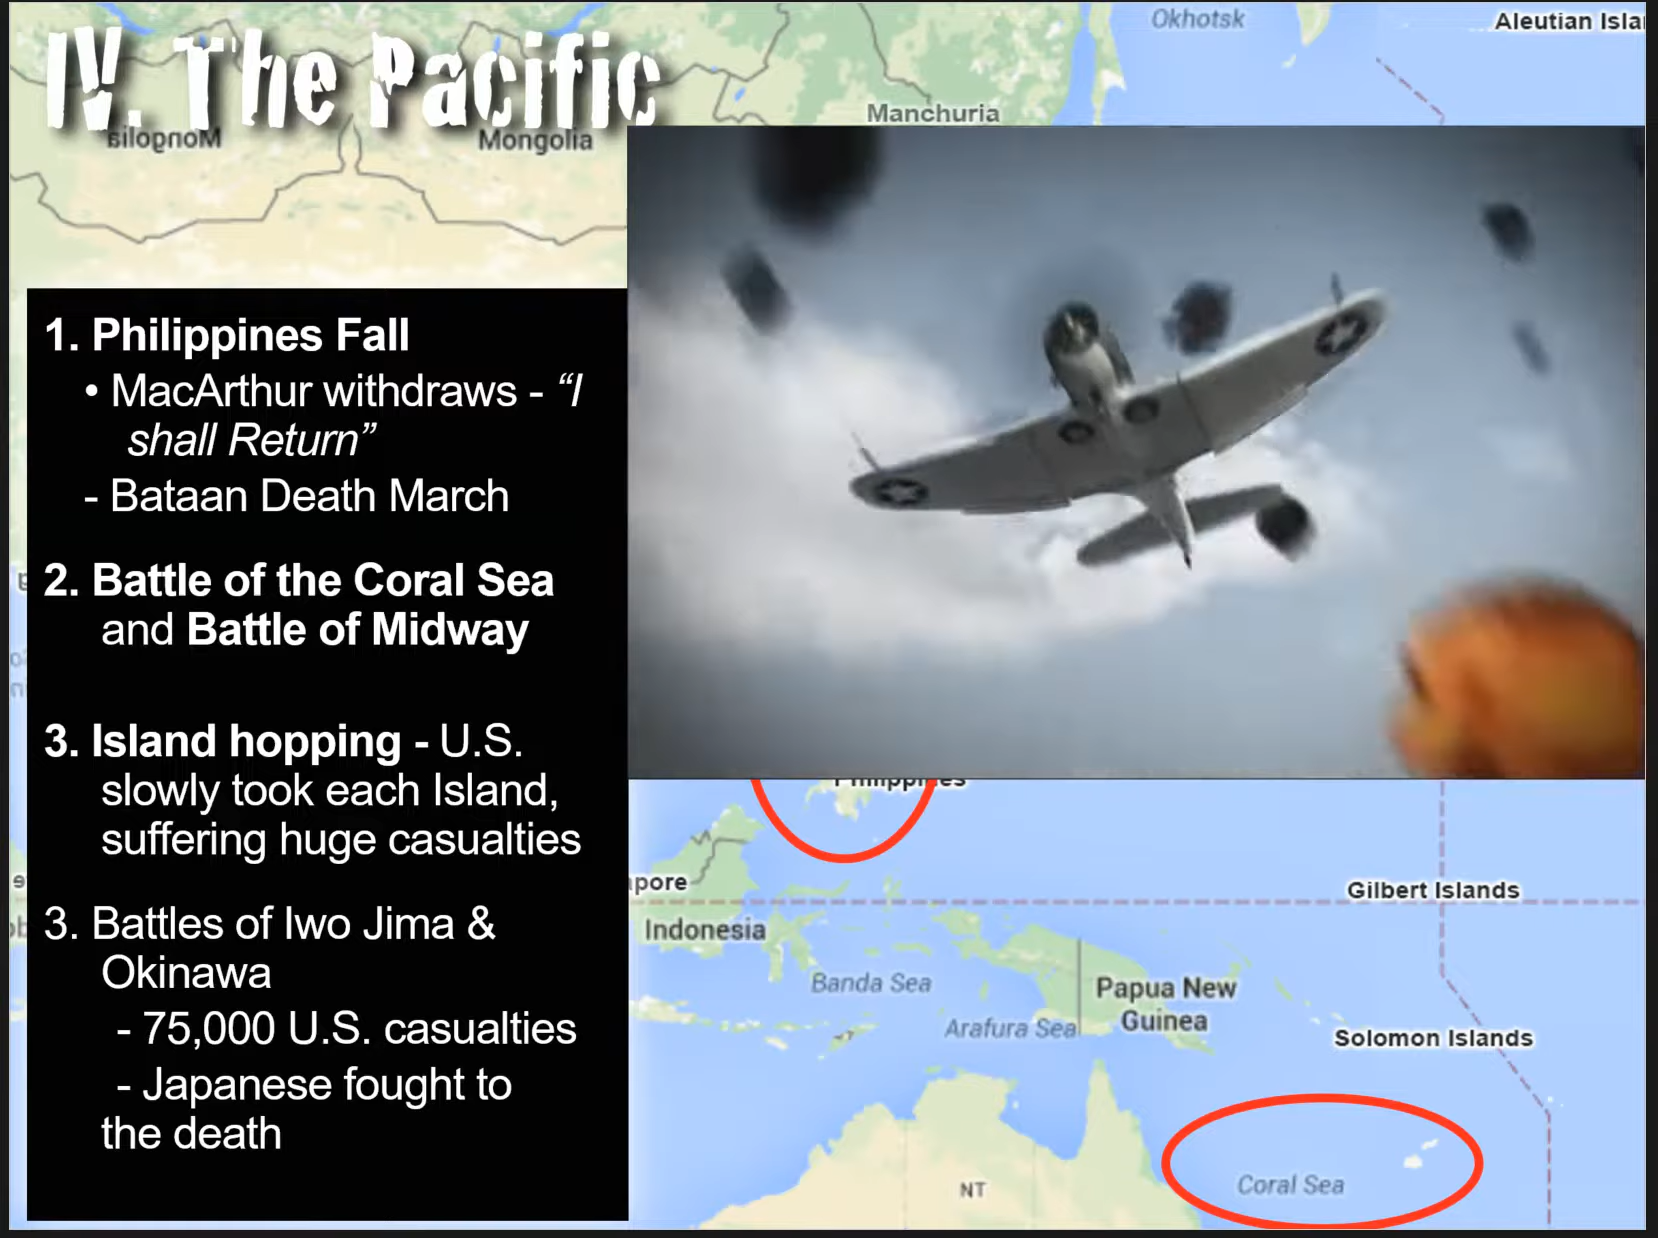 IV. The Pacific
Okhotsk
Aleutian Isla
Manchuria
Mongolia
Mongolia
1. Philippines Fall
• MacArthur withdraws - “I
shall Return”
- Bataan Death March
2. Battle of the Coral Sea
and Battle of Midway
3. Island hopping - U.S.
slowly took each Island,
suffering huge casualties
3. Battles of Iwo Jima &
Okinawa
- 75,000 U.S. casualties
- Japanese fought to
the death
Philippines
apore
Indonesia
Gilbert Islands
Banda Sea
Arafura Sea
Papua New
Guinea
Solomon Islands
Coral Sea
NT